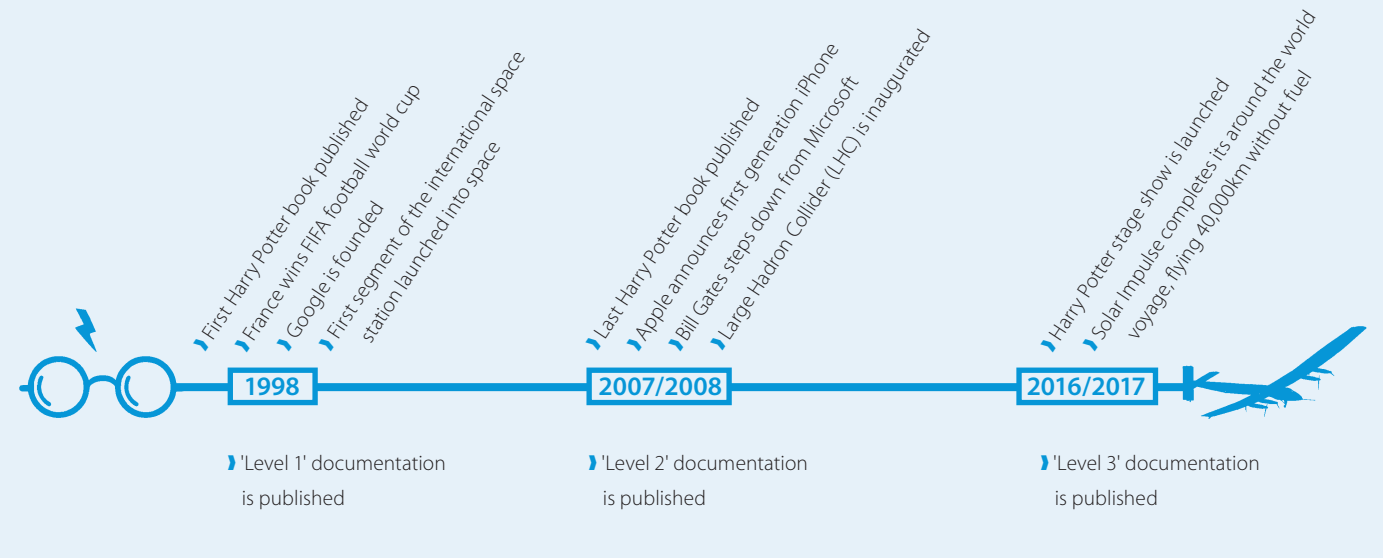 First Harry Potter book published
France wins FIFA football world cup
Google is founded
First segment of the international space
station launched into space
Last Harry Potter book published
Apple announces first generation iPhone
Bill Gates steps down from Microsoft
Large Hadron Collider (LHC) is inaugurated
Harry Potter stage show is launched
Solar Impulse completes its around the world
voyage, flying 40,000km without fuel
1998
2007/2008
2016/2017
'Level 1' documentation
is published
'Level 2' documentation
is published
'Level 3' documentation
is published